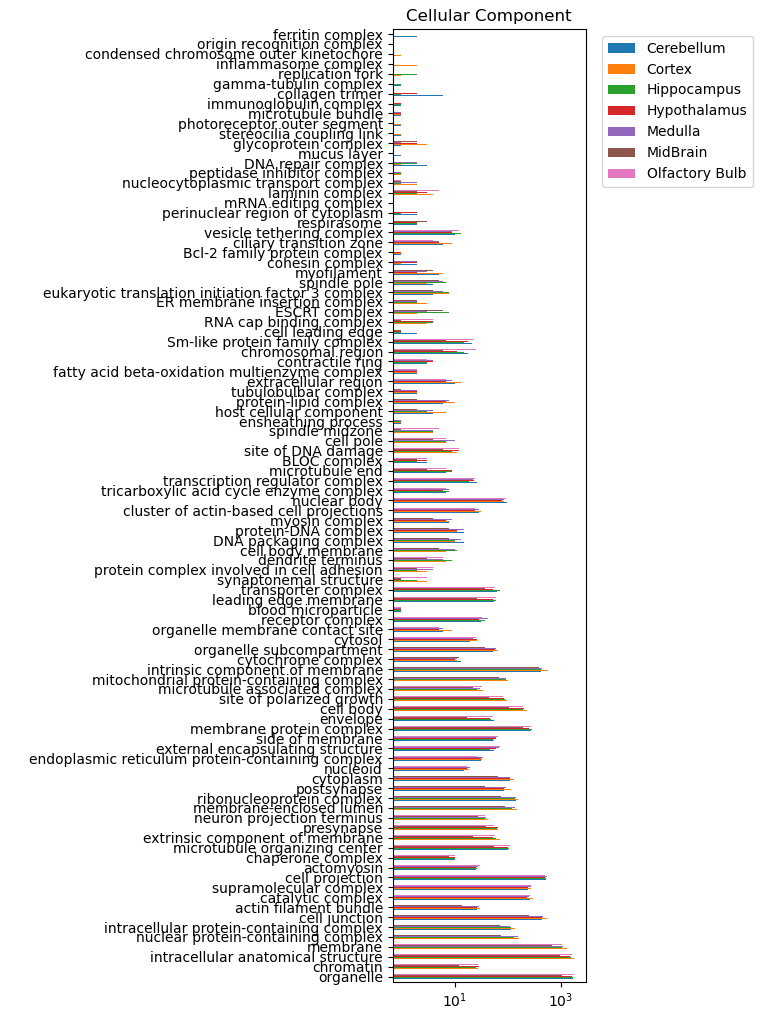 Cellular Component
ferritin complex
origin recognition complex
condensed chromosome outer kinetochore
inflammasome complex
replication fork
gamma-tubulin complex
collagen trimer
immunoglobulin complex
microtubule bundle
photoreceptor outer segment
stereocilia coupling link
glycoprotein complex
mucus layer
DNA repair complex
peptidase inhibitor complex
nucleocytoplasmic transport complex
laminin complex
mRNA editing complex
perinuclear region of cytoplasm
respirasome
vesicle tethering complex
ciliary transition zone
Bcl-2 family protein complex
cohesin complex
myofilament
spindle pole
eukaryotic translation initiation factor 3 complex
ER membrane insertion complex
ESCRT complex
RNA cap binding complex
cell leading edge
Sm-like protein family complex
chromosomal region
contractile ring
fatty acid beta-oxidation multienzyme complex
extracellular region
tubulobulbar complex
protein-lipid complex
host cellular component
ensheathing process
spindle midzone
cell pole
site of DNA damage
BLOC complex
microtubule end
transcription regulator complex
tricarboxylic acid cycle enzyme complex
nuclear body
cluster of actin-based cell projections
myosin complex
protein-DNA complex
DNA packaging complex
cell body membrane
dendrite terminus
protein complex involved in cell adhesion
synaptonemal structure
transporter complex
leading edge membrane
blood microparticle
receptor complex
organelle membrane contact site
cytosol
organelle subcompartment
cytochrome complex
intrinsic component of membrane
mitochondrial protein-containing complex
microtubule associated complex
site of polarized growth
cell body
envelope
membrane protein complex
side of membrane
external encapsulating structure
endoplasmic reticulum protein-containing complex
nucleoid
cytoplasm
postsynapse
ribonucleoprotein complex
membrane-enclosed lumen
neuron projection terminus
presynapse
extrinsic component of membrane
microtubule organizing center
chaperone complex
actomyosin
cell projection
supramolecular complex
catalytic complex
actin filament bundle
cell junction
intracellular protein-containing complex
nuclear protein-containing complex
membrane
intracellular anatomical structure
chromatin
organelle
10¹ 10³
Cerebellum
Cortex
Hippocampus
Hypothalamus
Medulla
MidBrain
Olfactory Bulb